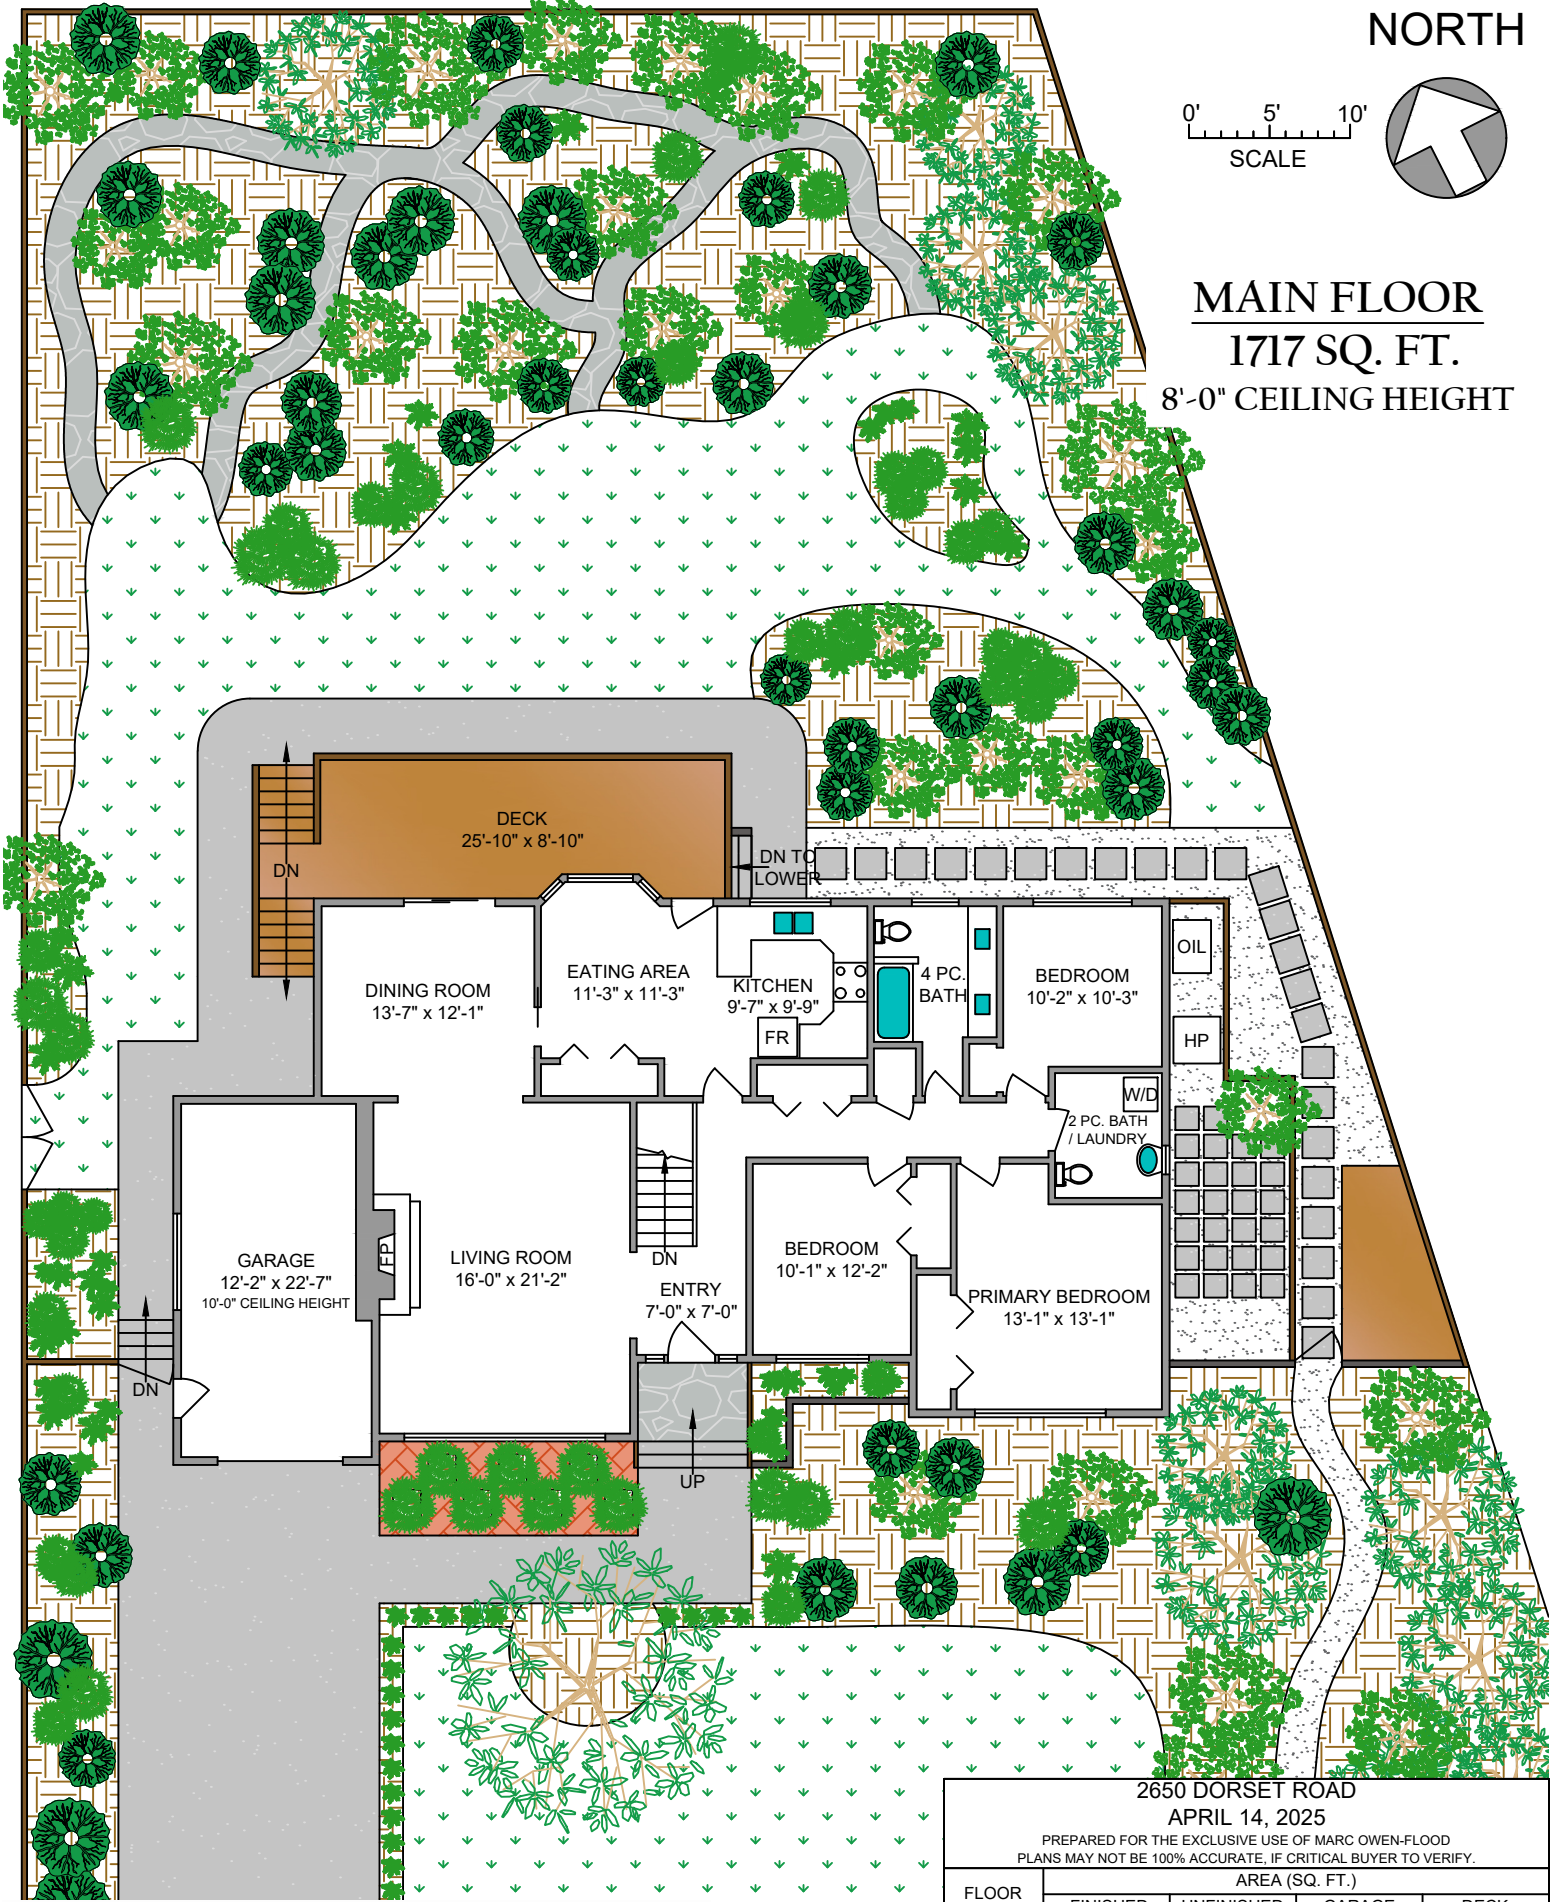 NORTH
0' 5' 10'
SCALE
MAIN FLOOR
1717 SQ. FT.
8'-0" CEILING HEIGHT
DECK
25'-10" x 8'-10"
DN
DN TO
LOWER
DINING ROOM
13'-7" x 12'-1"
EATING AREA
11'-3" x 11'-3"
KITCHEN
9'-7" x 9'-9"
FR
4 PC.
BATH
BEDROOM
10'-2" x 10'-3"
OIL
HP
W/D
2 PC. BATH
/ LAUNDRY
GARAGE
12'-2" x 22'-7"
10'-0" CEILING HEIGHT
FP
LIVING ROOM
16'-0" x 21'-2"
DN
ENTRY
7'-0" x 7'-0"
BEDROOM
10'-1" x 12'-2"
PRIMARY BEDROOM
13'-1" x 13'-1"
DN
UP
2650 DORSET ROAD
APRIL 14, 2025
PREPARED FOR THE EXCLUSIVE USE OF MARC OWEN-FLOOD
PLANS MAY NOT BE 100% ACCURATE, IF CRITICAL BUYER TO VERIFY.
FLOOR
AREA (SQ. FT.)
FINISHED UNFINISHED GARAGE DECK